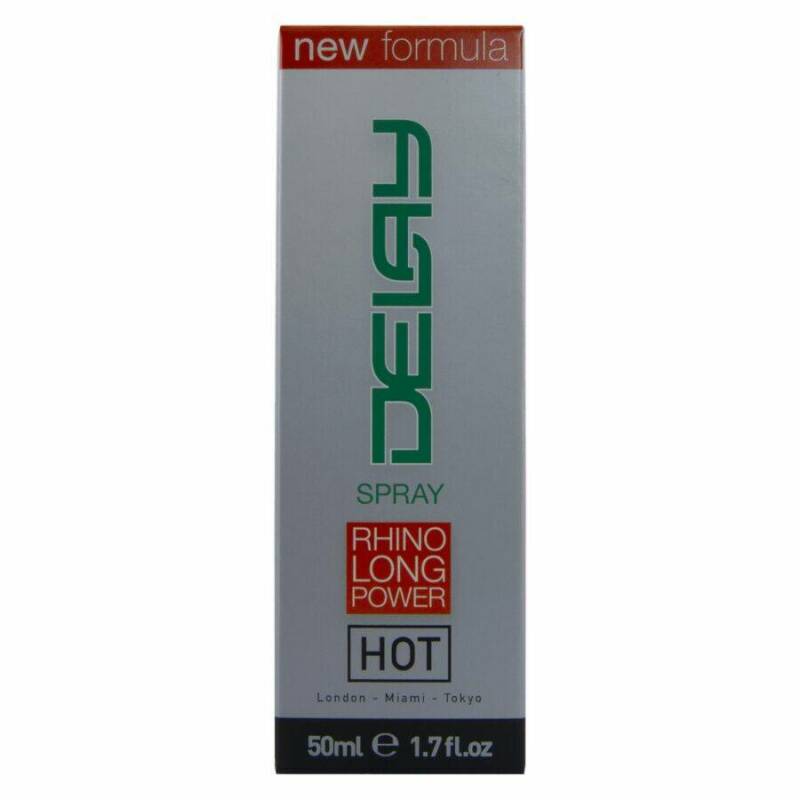 new formula
DELAY
SPRAY
RHINO
LONG
POWER
HOT
London - Miami - Tokyo
50ml e 1.7fl.oz